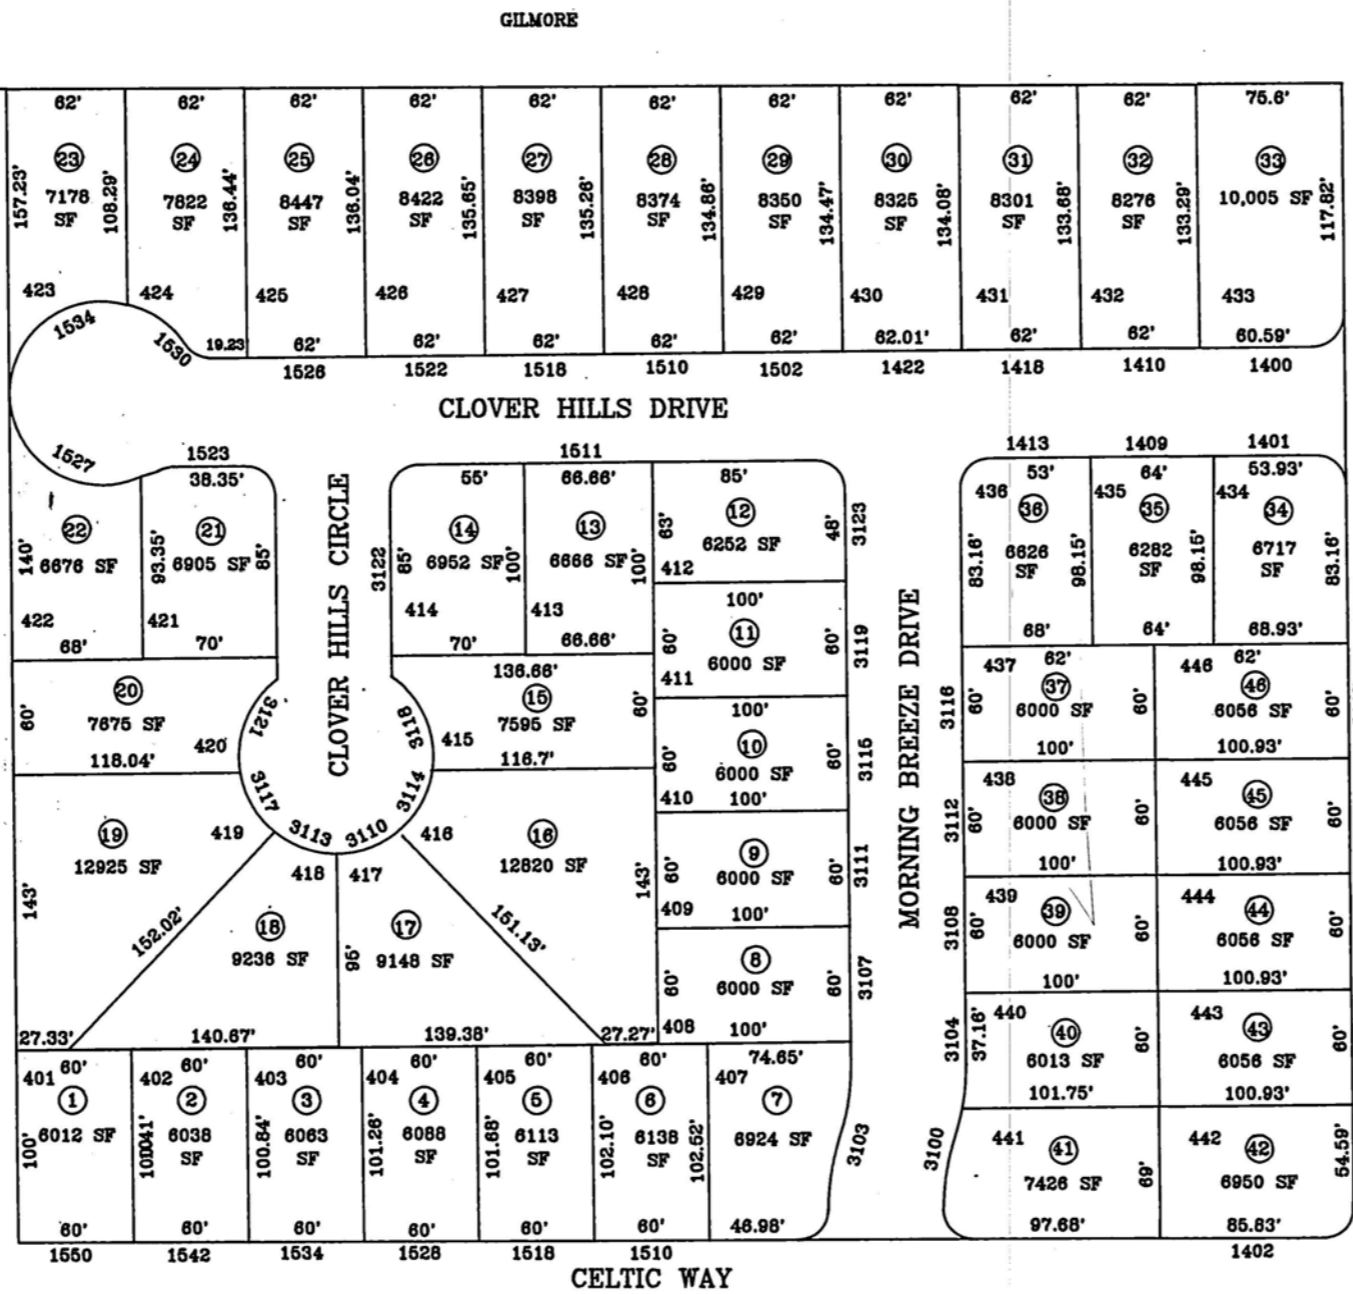 GILMORE
62' 62' 62' 62' 62' 62' 62' 62' 62' 62' 75.6'
23 24 25 26 27 28 29 30 31 32 33
157.23' 7178 SF 108.29' 7822 SF 136.44' 8447 SF 136.04' 8422 SF 135.65' 8398 SF 135.26' 8374 SF 134.86' 8350 SF 134.47' 8325 SF 134.08' 8301 SF 133.68' 8276 SF 133.29' 10,005 SF 117.82'
423 424 425 426 427 428 429 430 431 432 433
1534 1530 19.23 62' 62' 62' 62' 62' 62.01' 62' 62' 60.59'
1526 1522 1518 1510 1502 1422 1418 1410 1400
CLOVER HILLS DRIVE
1527 1523 1511 1413 1409 1401
38.35' 55' 66.66' 85' 53' 64' 53.93'
436 435 434
22 21 14 13 12 36 35 34
140' 6676 SF 93.35' 6905 SF 85'
CLOVER HILLS CIRCLE
3122 85' 6952 SF 100' 6666 SF 100'
63' 6252 SF 48' 3123
412
83.16' 6626 SF 98.15' 6282 SF 98.15' 6717 SF 83.16'
422 421 414 413
68' 70' 70' 66.66' 68' 64' 68.93'
100'
11
60' 6000 SF 60' 3119
411
MORNING BREEZE DRIVE
20
60' 7675 SF
420
118.04'
3121 3118
136.66'
15
7595 SF 60'
415
116.7'
100'
10
60' 6000 SF 60' 3115
410 100'
437 62' 446 62'
37 46
3116 60' 6000 SF 60' 6056 SF 60'
100' 100.93'
438 445
38 45
3112 60' 6000 SF 60' 6056 SF 60'
100' 100.93'
3117 3113 3110 3114
19
419
12925 SF
143'
152.02'
418 417 416
16
12820 SF
143'
151.13'
9
60' 6000 SF 60' 3111
409 100'
439 444
39 44
3108 60' 6000 SF 60' 6056 SF 60'
100' 100.93'
18 17
9236 SF 95' 9148 SF
8
60' 6000 SF 60' 3107
408 100'
27.33' 140.67' 139.38' 27.27'
440 443
40 43
3104 37.16' 6013 SF 60' 6056 SF 60'
101.75' 100.93'
60' 60' 60' 60' 60' 60' 74.65'
401 402 403 404 405 406 407
1 2 3 4 5 6 7
100' 6012 SF 6038 SF 100.84' 6063 SF 101.26' 6088 SF 101.68' 6113 SF 102.10' 6138 SF 102.52' 6924 SF 3103
3100
441 442
41 42
7426 SF 69' 6950 SF 54.59'
60' 60' 60' 60' 60' 60' 46.98' 97.68' 85.83'
1550 1542 1534 1528 1518 1510 1402
CELTIC WAY